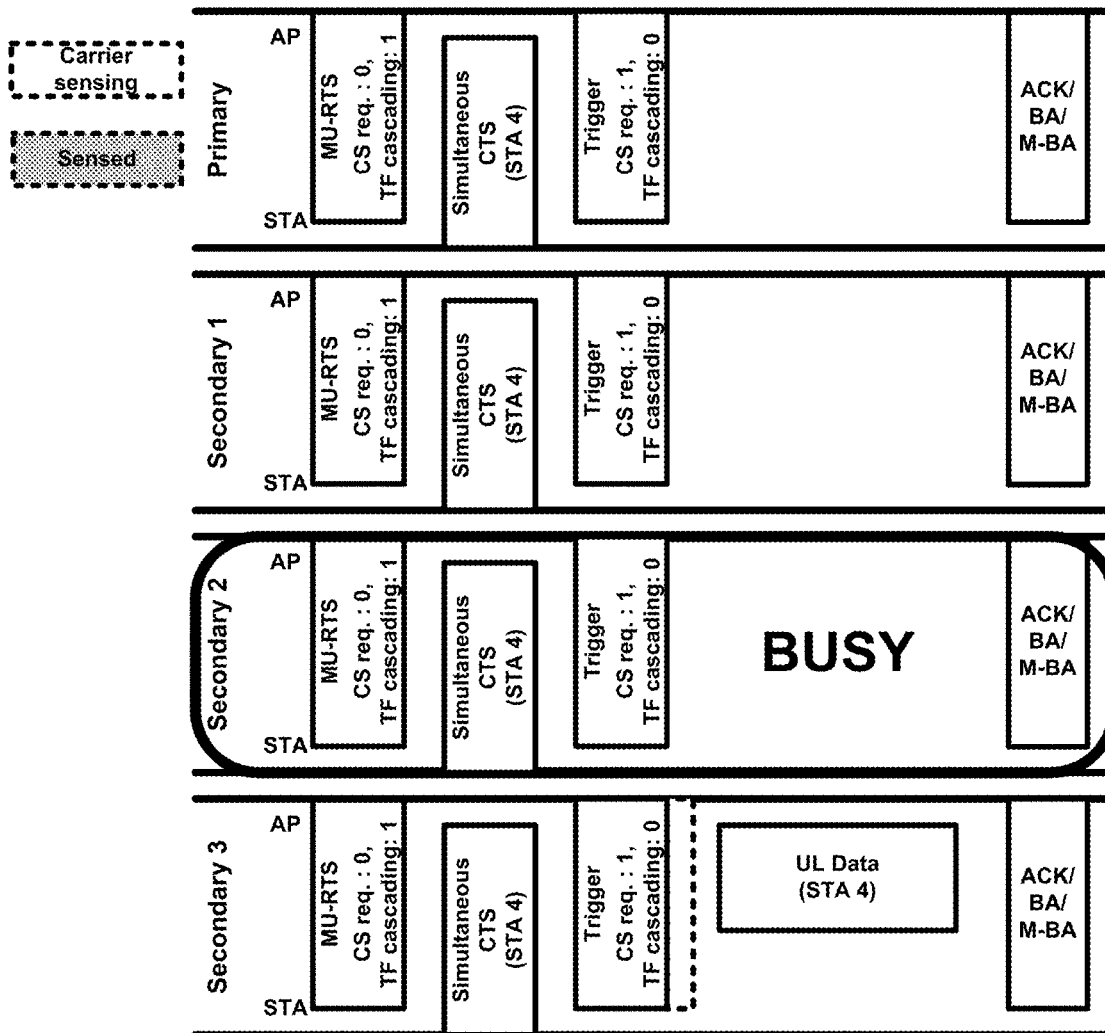 Carrier
sensing
Sensed
Primary
AP
STA
MU-RTS
CS req. : 0,
TF cascading: 1
Simultaneous
CTS
(STA 4)
Trigger
CS req. : 1,
TF cascading: 0
ACK/
BA/
M-BA
Secondary 1
AP
STA
MU-RTS
CS req. : 0,
TF cascading: 1
Simultaneous
CTS
(STA 4)
Trigger
CS req. : 1,
TF cascading: 0
ACK/
BA/
M-BA
Secondary 2
AP
STA
MU-RTS
CS req. : 0,
TF cascading: 1
Simultaneous
CTS
(STA 4)
Trigger
CS req. : 1,
TF cascading: 0
BUSY
ACK/
BA/
M-BA
Secondary 3
AP
STA
MU-RTS
CS req. : 0,
TF cascading: 1
Simultaneous
CTS
(STA 4)
Trigger
CS req. : 1,
TF cascading: 0
UL Data
(STA 4)
ACK/
BA/
M-BA